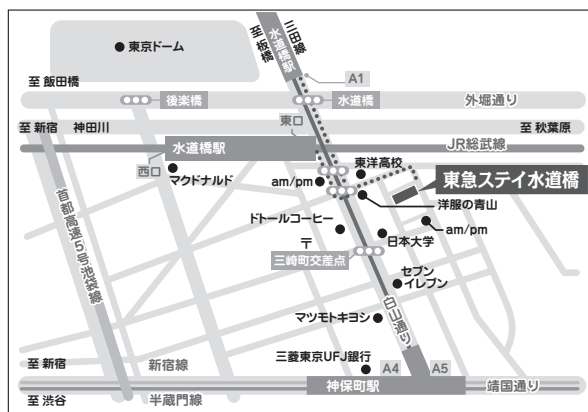 東京ドーム
至 板橋
三田線
水道橋駅
A1
至 飯田橋
後楽橋
水道橋
外堀通り
至 新宿
神田川
東口
至 秋葉原
水道橋駅
JR総武線
西口
マクドナルド
am/pm
東洋高校
東急ステイ水道橋
洋服の青山
ドトールコーヒー
〒
日本大学
am/pm
三崎町交差点
首都高速5号池袋線
セブン
イレブン
白山通り
マツモトキヨシ
至 新宿
新宿線
三菱東京UFJ銀行
A4
A5
至 渋谷
半蔵門線
神保町駅
靖国通り